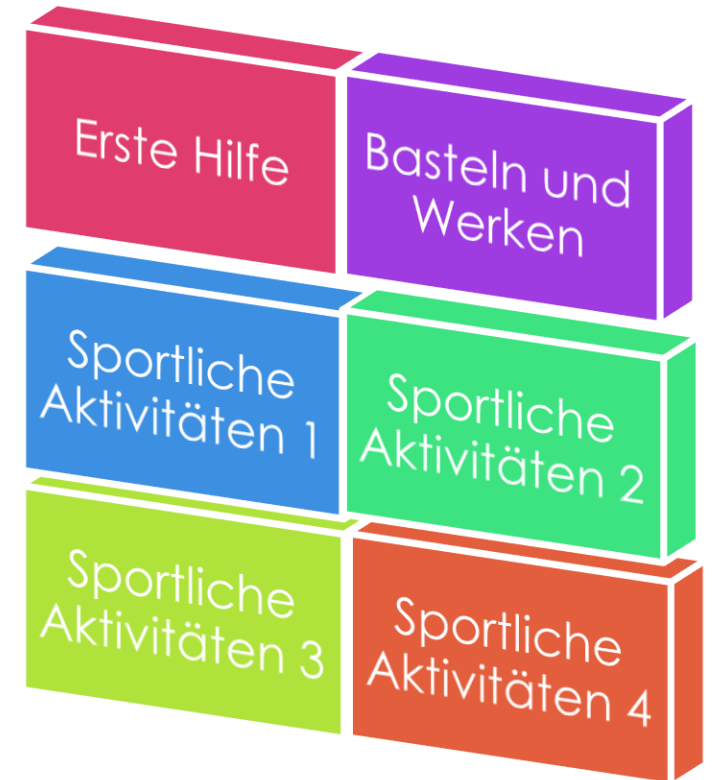 Erste Hilfe
Basteln und
Werken
Sportliche
Aktivitäten 1
Sportliche
Aktivitäten 2
Sportliche
Aktivitäten 3
Sportliche
Aktivitäten 4